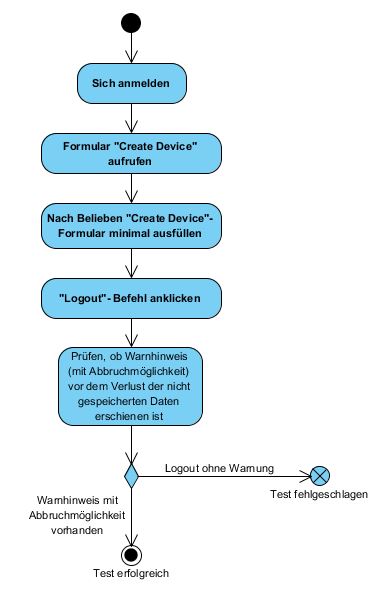 Sich anmelden
Formular "Create Device"
aufrufen
Nach Belieben "Create Device"-
Formular minimal ausfüllen
"Logout"- Befehl anklicken
Prüfen, ob Warnhinweis
(mit Abbruchmöglichkeit)
vor dem Verlust der nicht
gespeicherten Daten
erschienen ist
Logout ohne Warnung
Test fehlgeschlagen
Warnhinweis mit
Abbruchmöglichkeit
vorhanden
Test erfolgreich